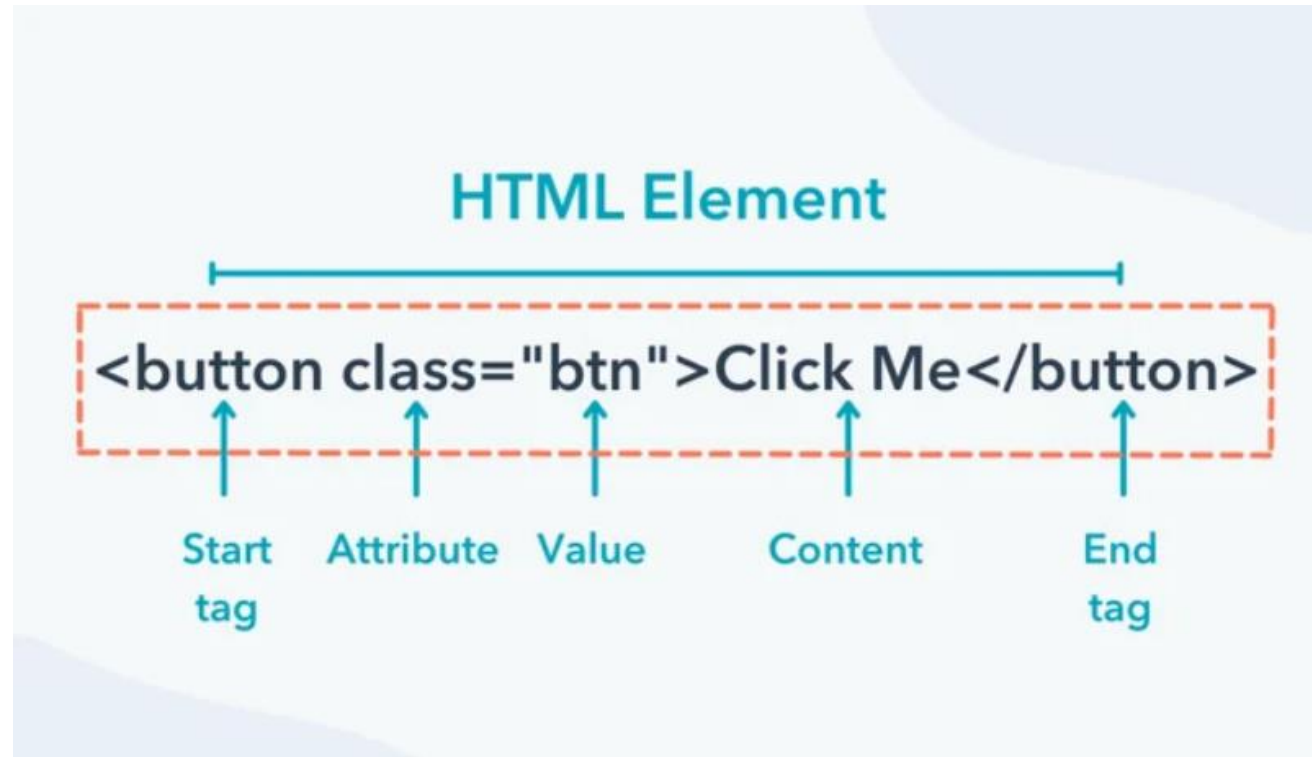 HTML Element
<button class="btn">Click Me</button>
Start tag
Attribute
Value
Content
End tag